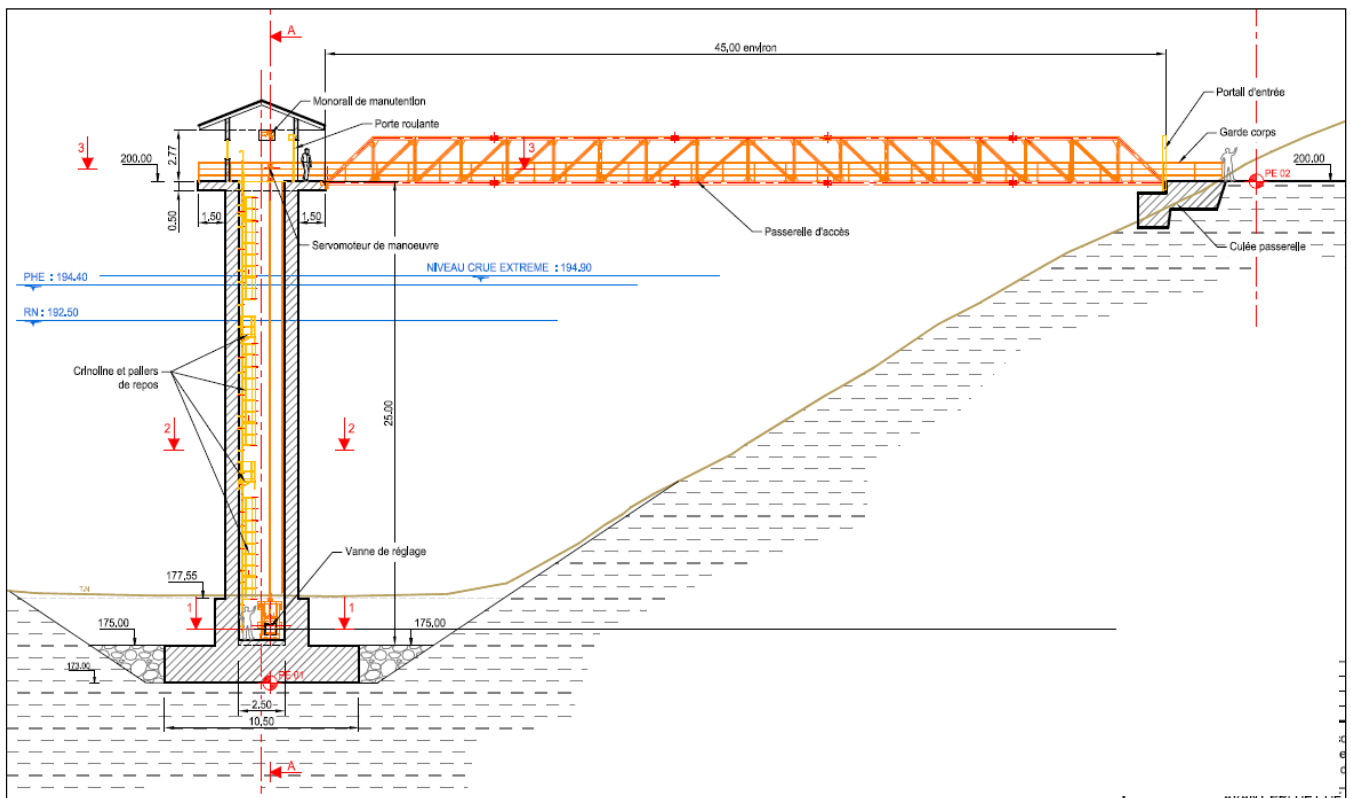 A
45,00 environ
Monorail de manutention
Porte roulante
Portail d'entrée
Garde corps
3
2.77
3
200.00
200.00
PE 02
0.50
1,50
1,50
Servomoteur de manoeuvre
Passerelle d'accès
Culée passerelle
PHE : 194.40
NIVEAU CRUE EXTREME : 194.90
RN : 192.50
Crinoline et paliers
de repos
25.00
2
2
Vanne de réglage
177,55
T.N
1
1
175.00
175.00
173.00
PE 01
2.50
10,50
A